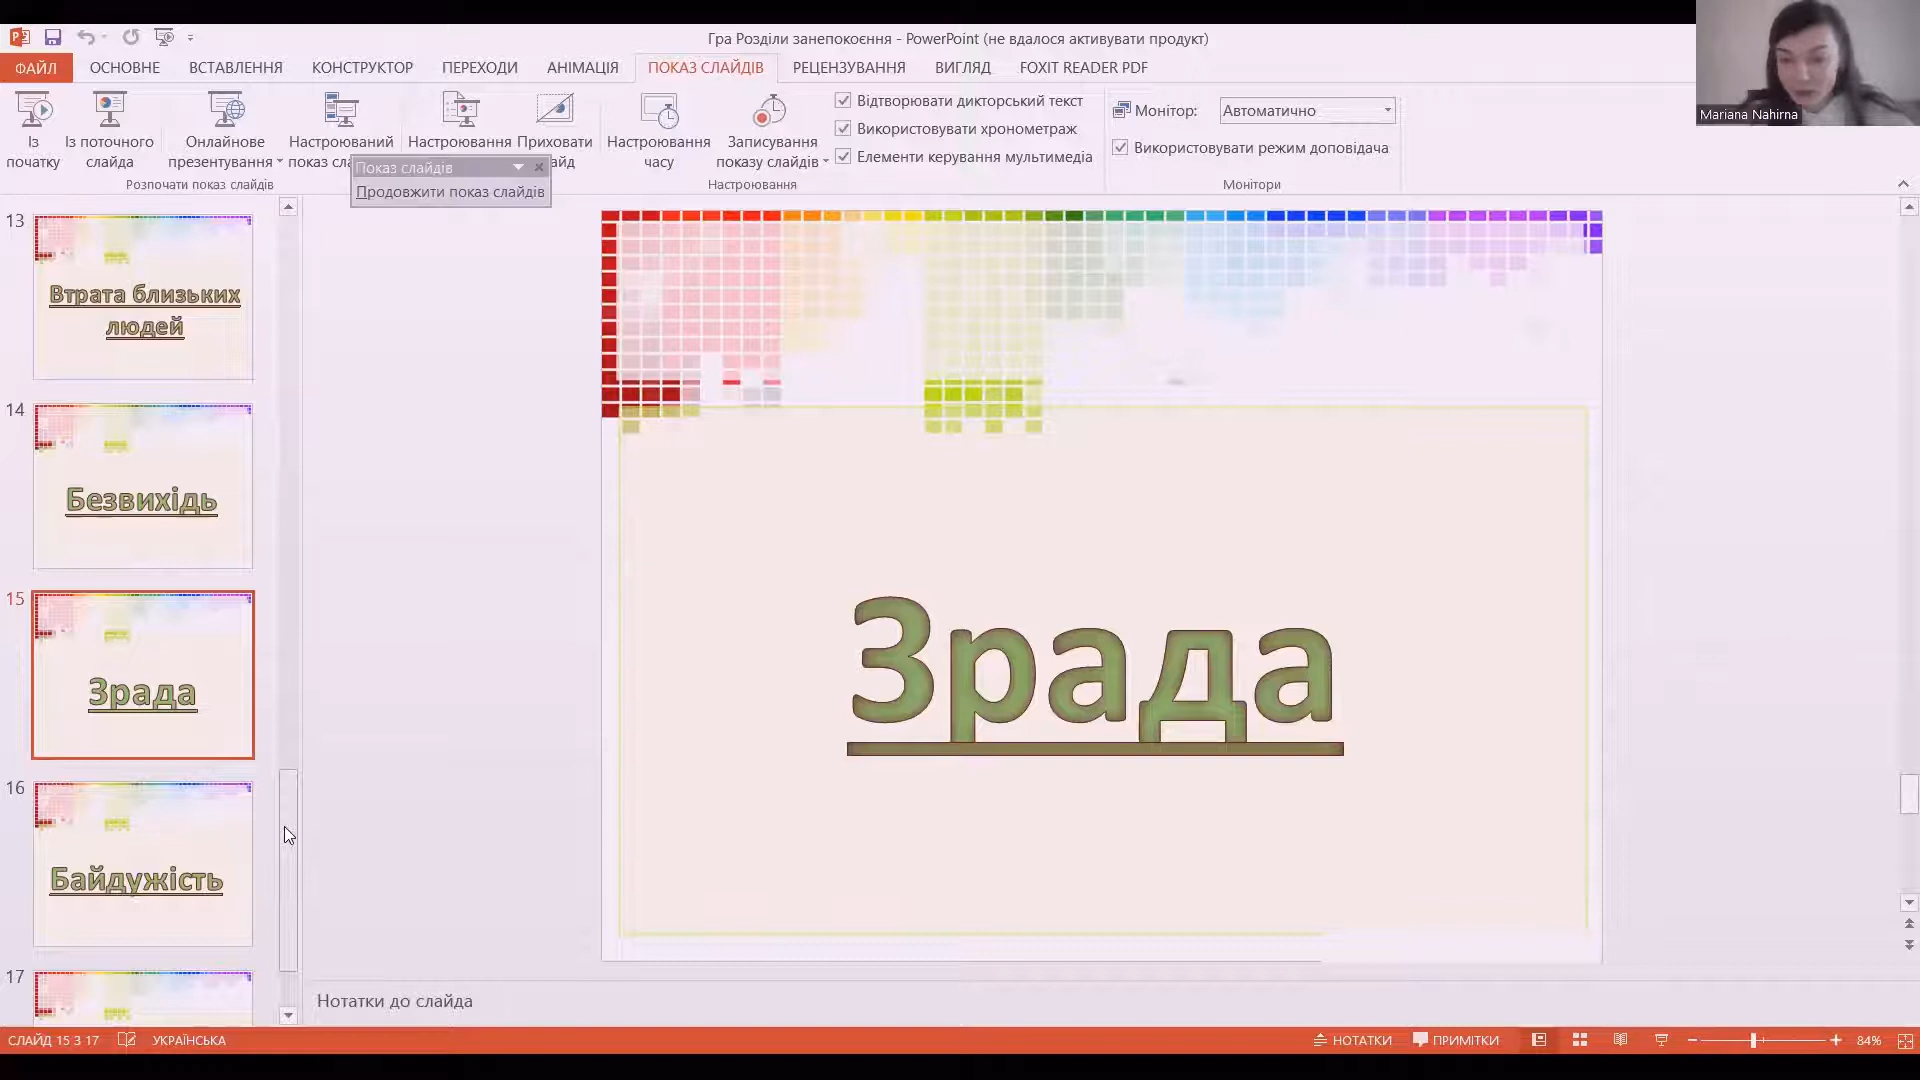 Гра Розділи занепокоєння - PowerPoint (не вдалося активувати продукт)
ФАЙЛ ОСНОВНЕ ВСТАВЛЕННЯ КОНСТРУКТОР ПЕРЕХОДИ АНІМАЦІЯ ПОКАЗ СЛАЙДІВ РЕЦЕНЗУВАННЯ ВИГЛЯД FOXIT READER PDF
Mariana Nahirna
Із початку
Із поточного слайда
Онлайнове презентування
Настроюваний
Настроювання
Приховати
Настроювання часу
Записування показу слайдів
Відтворювати дикторський текст
Використовувати хронометраж
Елементи керування мультимедіа
Монітор: Автоматично
Використовувати режим доповідача
Розпочати показ слайдів
Настроювання
Монітори
Показ слайдів
Продовжити показ слайдів
13
Втрата близьких
людей
14
Безвихідь
15
Зрада
16
Байдужість
17
Зрада
Нотатки до слайда
СЛАЙД 15 З 17 УКРАЇНСЬКА НОТАТКИ ПРИМІТКИ 84%